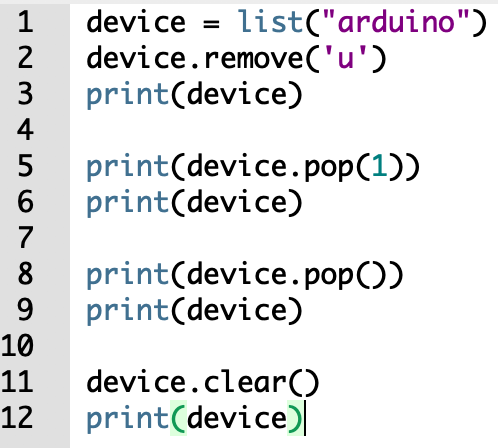 1 device = list("arduino")
2 device.remove('u')
3 print(device)
4
5 print(device.pop(1))
6 print(device)
7
8 print(device.pop())
9 print(device)
10
11 device.clear()
12 print(device)